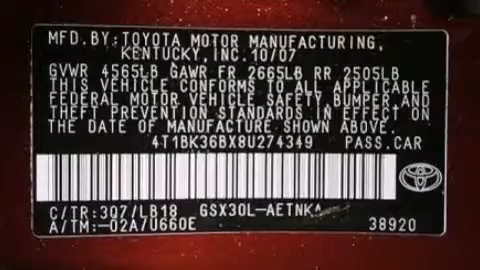 MFD.BY:TOYOTA MOTOR MANUFACTURING,
KENTUCKY,INC.10/07
GVWR 4565LB GAWR FR 2665LB RR 2505LB
THIS VEHICLE CONFORMS TO ALL APPLICABLE
FEDERAL MOTOR VEHICLE SAFETY,BUMPER,AND
THEFT PREVENTION STANDARDS IN EFFECT ON
THE DATE OF MANUFACTURE SHOWN ABOVE.
4T1BK36BX8U274349 PASS.CAR
C/TR:3Q7/LB18 GSX30L-AETNKA
A/TM:-02A/U660E 38920